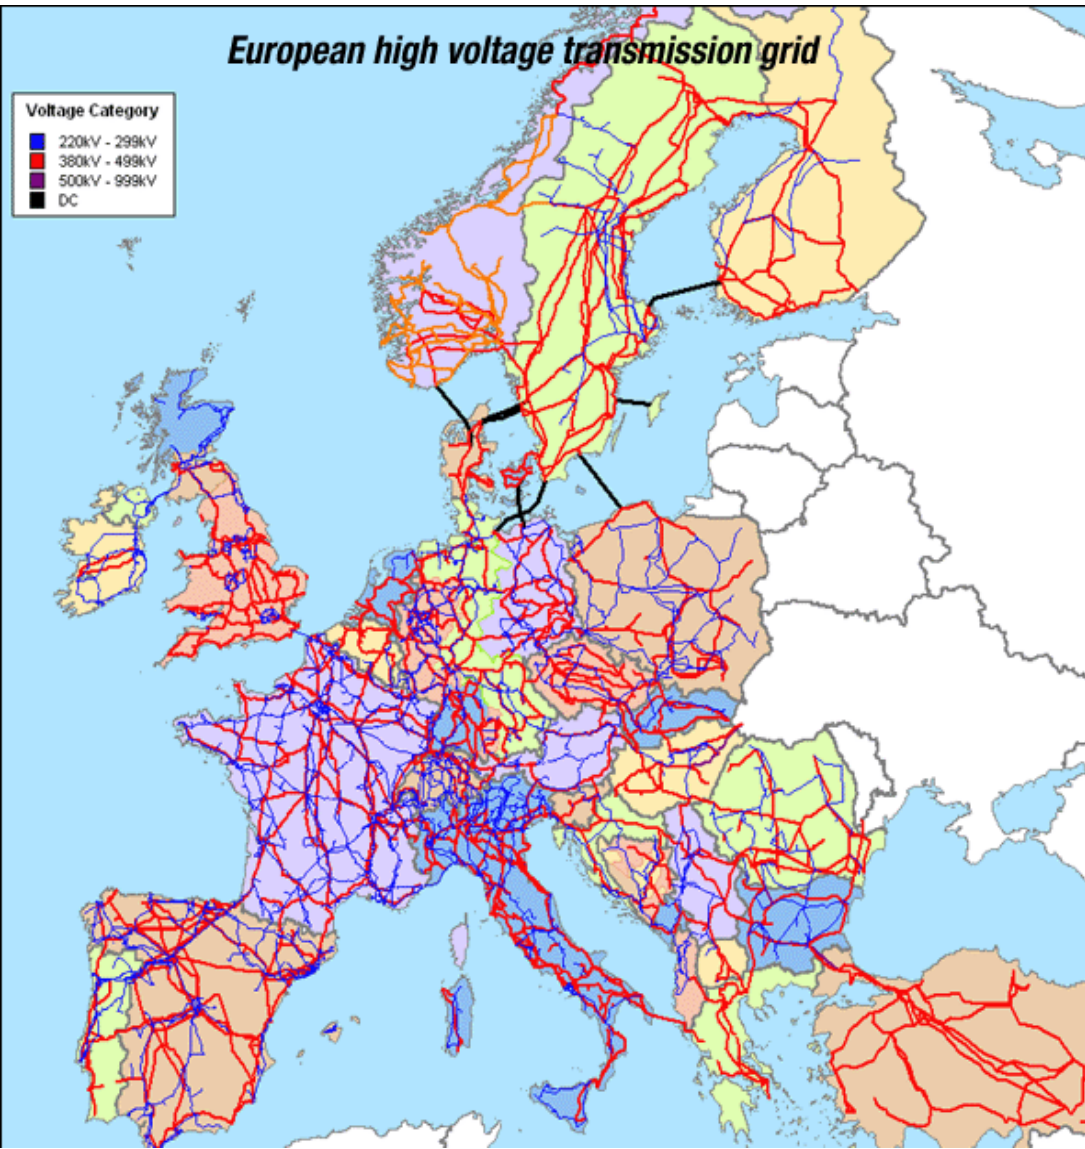 European high voltage transmission grid
Voltage Category
220kV - 299kV
380kV - 499kV
500kV - 999kV
DC